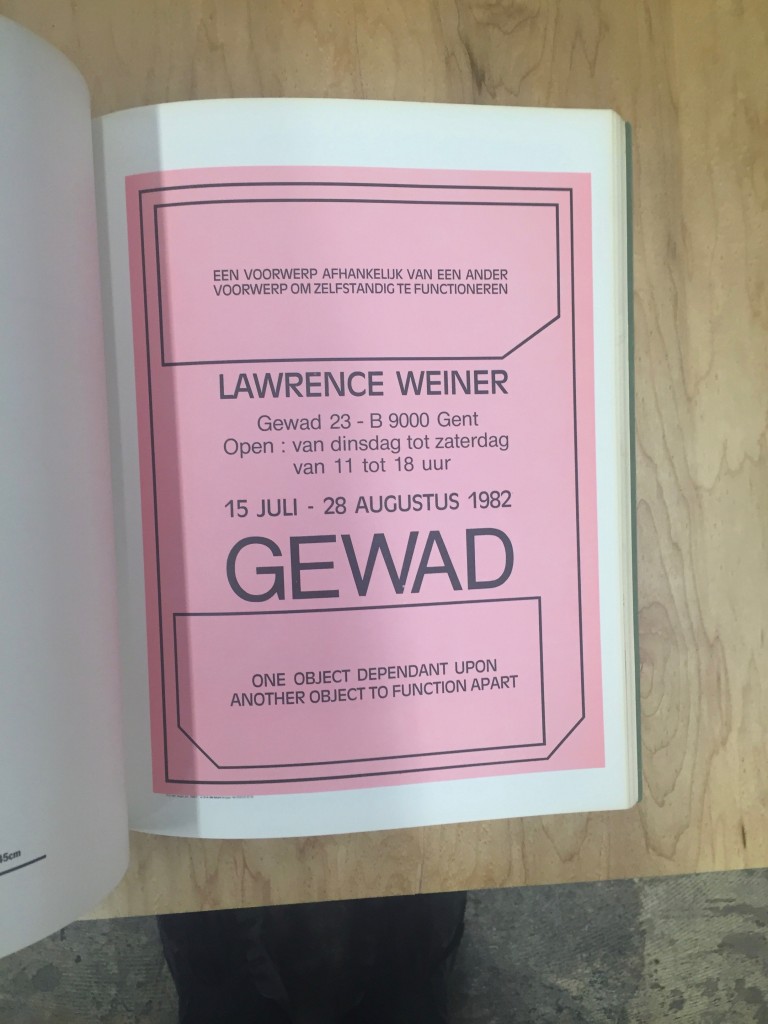 EEN VOORWERP AFHANKELIJK VAN EEN ANDER
VOORWERP OM ZELFSTANDIG TE FUNCTIONEREN
LAWRENCE WEINER
Gewad 23 - B 9000 Gent
Open : van dinsdag tot zaterdag
van 11 tot 18 uur
15 JULI - 28 AUGUSTUS 1982
GEWAD
ONE OBJECT DEPENDANT UPON
ANOTHER OBJECT TO FUNCTION APART